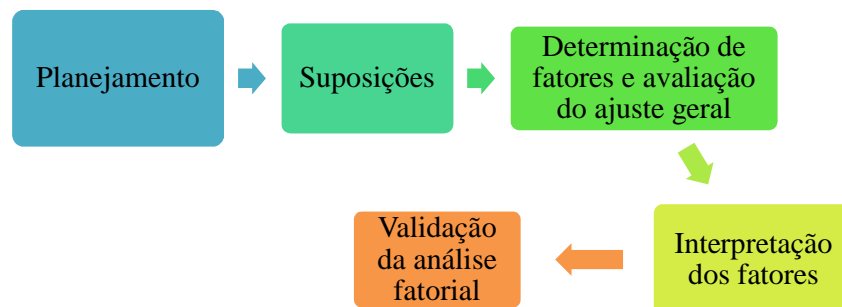 Planejamento
Suposições
Determinação de
fatores e avaliação
do ajuste geral
Interpretação
dos fatores
Validação
da análise
fatorial